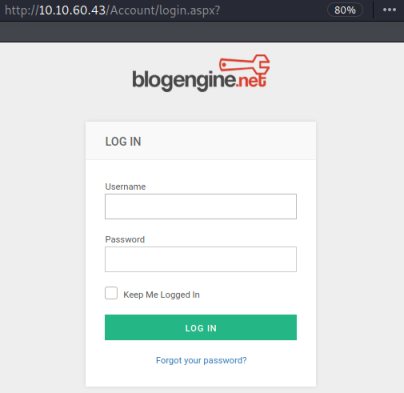 http://10.10.60.43/Account/login.aspx?
80%
blogengine.net
LOG IN
Username
Password
Keep Me Logged In
LOG IN
Forgot your password?